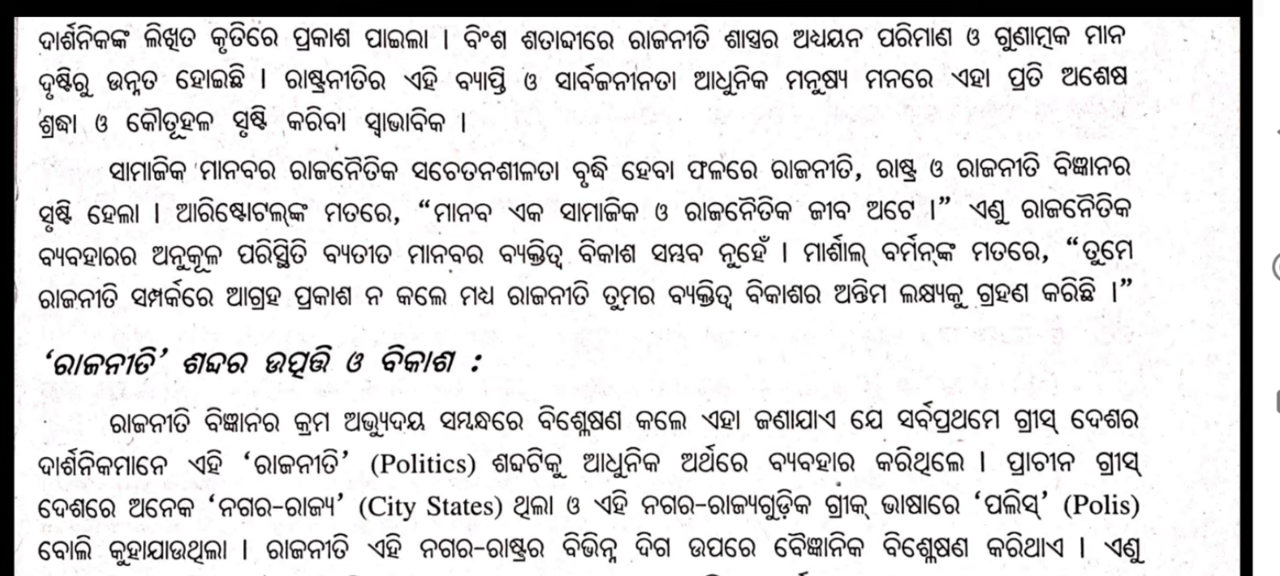 ଦାର୍ଶନିକଙ୍କ ଲିଖିତ କୃତିରେ ପ୍ରକାଶ ପାଇଲା । ବିଂଶ ଶତାବ୍ଦୀରେ ରାଜନୀତି ଶାସ୍ତ୍ରର ଅଧ୍ୟୟନ ପରିମାଣ ଓ ଗୁଣାତ୍ମକ ମାନ
ଦୃଷ୍ଟିରୁ ଉନ୍ନତ ହୋଇଛି । ରାଷ୍ଟ୍ରନୀତିର ଏହି ବ୍ୟାପ୍ତି ଓ ସାର୍ବଜନୀନତା ଆଧୁନିକ ମନୁଷ୍ୟ ମନରେ ଏହା ପ୍ରତି ଅଶେଷ
ଶ୍ରଦ୍ଧା ଓ କୌତୂହଳ ସୃଷ୍ଟି କରିବା ସ୍ୱାଭାବିକ ।
ସାମାଜିକ ମାନବର ରାଜନୈତିକ ସଚେତନଶୀଳତା ବୃଦ୍ଧି ହେବା ଫଳରେ ରାଜନୀତି, ରାଷ୍ଟ୍ର ଓ ରାଜନୀତି ବିଜ୍ଞାନର
ସୃଷ୍ଟି ହେଲା । ଆରିଷ୍ଟୋଟଲ୍‌ଙ୍କ ମତରେ, “ମାନବ ଏକ ସାମାଜିକ ଓ ରାଜନୈତିକ ଜୀବ ଅଟେ ।” ଏଣୁ ରାଜନୈତିକ
ବ୍ୟବହାରର ଅନୁକୂଳ ପରିସ୍ଥିତି ବ୍ୟତୀତ ମାନବର ବ୍ୟକ୍ତିତ୍ୱ ବିକାଶ ସମ୍ଭବ ନୁହେଁ । ମାର୍ଶାଲ୍ ବର୍ମନ୍‌ଙ୍କ ମତରେ, “ତୁମେ
ରାଜନୀତି ସମ୍ପର୍କରେ ଆଗ୍ରହ ପ୍ରକାଶ ନ କଲେ ମଧ୍ୟ ରାଜନୀତି ତୁମର ବ୍ୟକ୍ତିତ୍ୱ ବିକାଶର ଅନ୍ତିମ ଲକ୍ଷ୍ୟକୁ ଗ୍ରହଣ କରିଛି ।”
‘ରାଜନୀତି’ ଶବ୍ଦର ଉତ୍ପତ୍ତି ଓ ବିକାଶ :
ରାଜନୀତି ବିଜ୍ଞାନର କ୍ରମ ଅଭ୍ୟୁଦୟ ସମ୍ବନ୍ଧରେ ବିଶ୍ଳେଷଣ କଲେ ଏହା ଜଣାଯାଏ ଯେ ସର୍ବପ୍ରଥମେ ଗ୍ରୀସ୍ ଦେଶର
ଦାର୍ଶନିକମାନେ ଏହି ‘ରାଜନୀତି’ (Politics) ଶବ୍ଦଟିକୁ ଆଧୁନିକ ଅର୍ଥରେ ବ୍ୟବହାର କରିଥିଲେ । ପ୍ରାଚୀନ ଗ୍ରୀସ୍
ଦେଶରେ ଅନେକ ‘ନଗର-ରାଜ୍ୟ’ (City States) ଥିଲା ଓ ଏହି ନଗର-ରାଜ୍ୟଗୁଡ଼ିକ ଗ୍ରୀକ୍ ଭାଷାରେ ‘ପଲିସ୍’ (Polis)
ବୋଲି କୁହାଯାଉଥିଲା । ରାଜନୀତି ଏହି ନଗର-ରାଷ୍ଟ୍ରର ବିଭିନ୍ନ ଦିଗ ଉପରେ ବୈଜ୍ଞାନିକ ବିଶ୍ଳେଷଣ କରିଥାଏ । ଏଣୁ